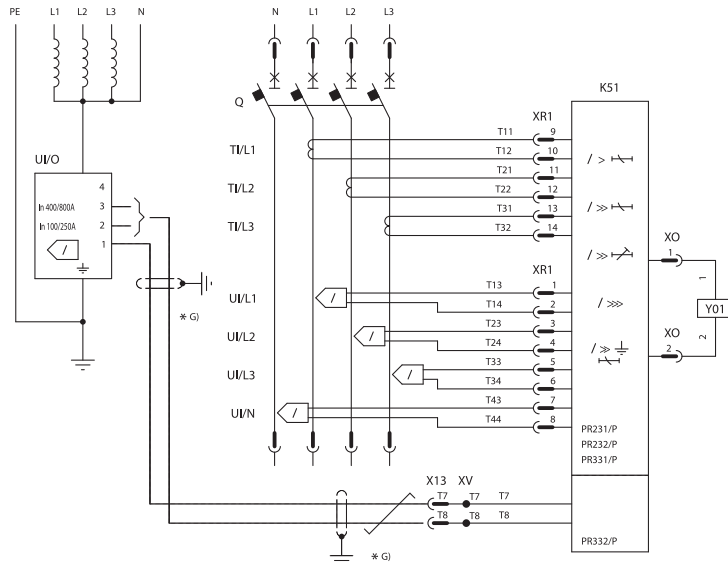 PE L1 L2 L3 N
N L1 L2 L3
Q
K51
XR1
T11 9
TI/L1
T12 10
/ >
T21 11
TI/L2
T22 12
T31 13
/ ≫
TI/L3
T32 14
UI/O
4
In 400/800A 3
In 100/250A 2
1
/
* G)
/ ≫
XO
1
1
Y01
2
XO
2
XR1
T13 1
UI/L1 /
T14 2
/ ⋙
T23 3
UI/L2 /
T24 4
/ ≫
T33 5
UI/L3 /
T34 6
T43 7
UI/N /
T44 8
PR231/P
PR232/P
PR331/P
X13 XV
T7 T7 T7
T8 T8 T8
* G)
PR332/P